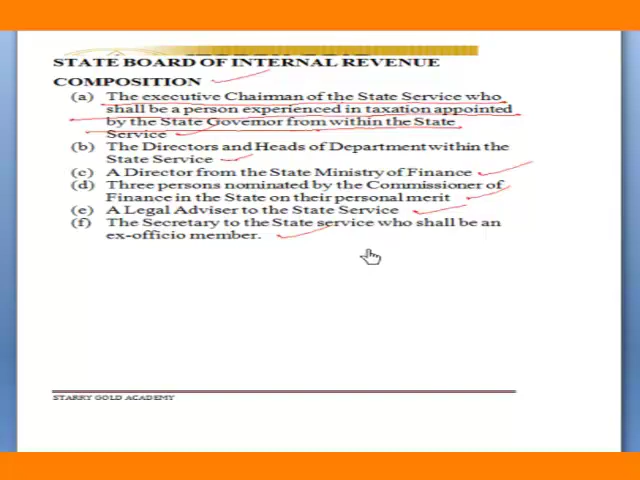 STATE BOARD OF INTERNAL REVENUE
COMPOSITION
(a) The executive Chairman of the State Service who
shall be a person experienced in taxation appointed
by the State Governor from within the State
Service
(b) The Directors and Heads of Department within the
State Service
(c) A Director from the State Ministry of Finance
(d) Three persons nominated by the Commissioner of
Finance in the State on their personal merit
(e) A Legal Adviser to the State Service
(f) The Secretary to the State service who shall be an
ex-officio member.
STARRY GOLD ACADEMY